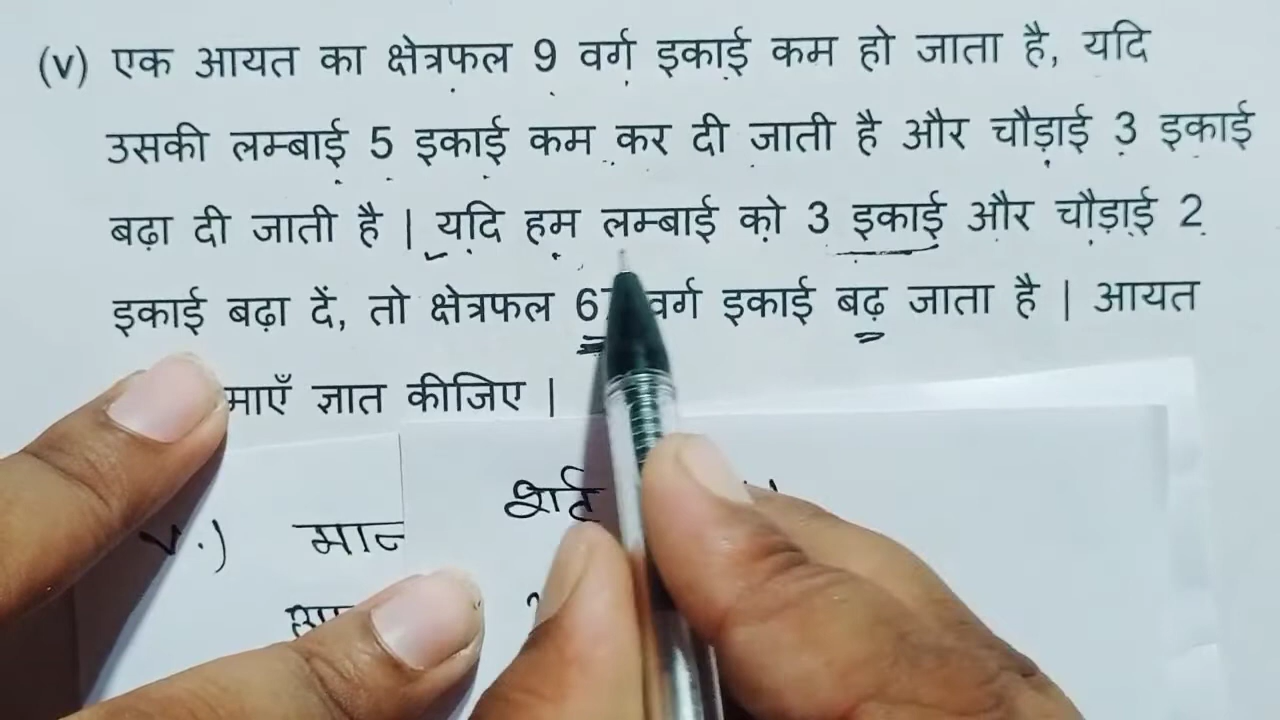 (v) एक आयत का क्षेत्रफल 9 वर्ग इकाई कम हो जाता है, यदि
उसकी लम्बाई 5 इकाई कम कर दी जाती है और चौड़ाई 3 इकाई
बढ़ा दी जाती है | यदि हम लम्बाई को 3 इकाई और चौड़ाई 2
इकाई बढ़ा दें, तो क्षेत्रफल 67 वर्ग इकाई बढ़ जाता है | आयत
ज्ञात कीजिए |
शर्त
v.) मान